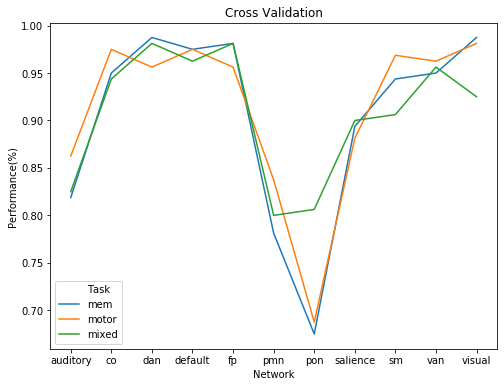 Cross Validation
Performance(%)
1.00
0.95
0.90
0.85
0.80
0.75
0.70
Task
mem
motor
mixed
auditory co dan default fp pmn pon salience sm van visual
Network